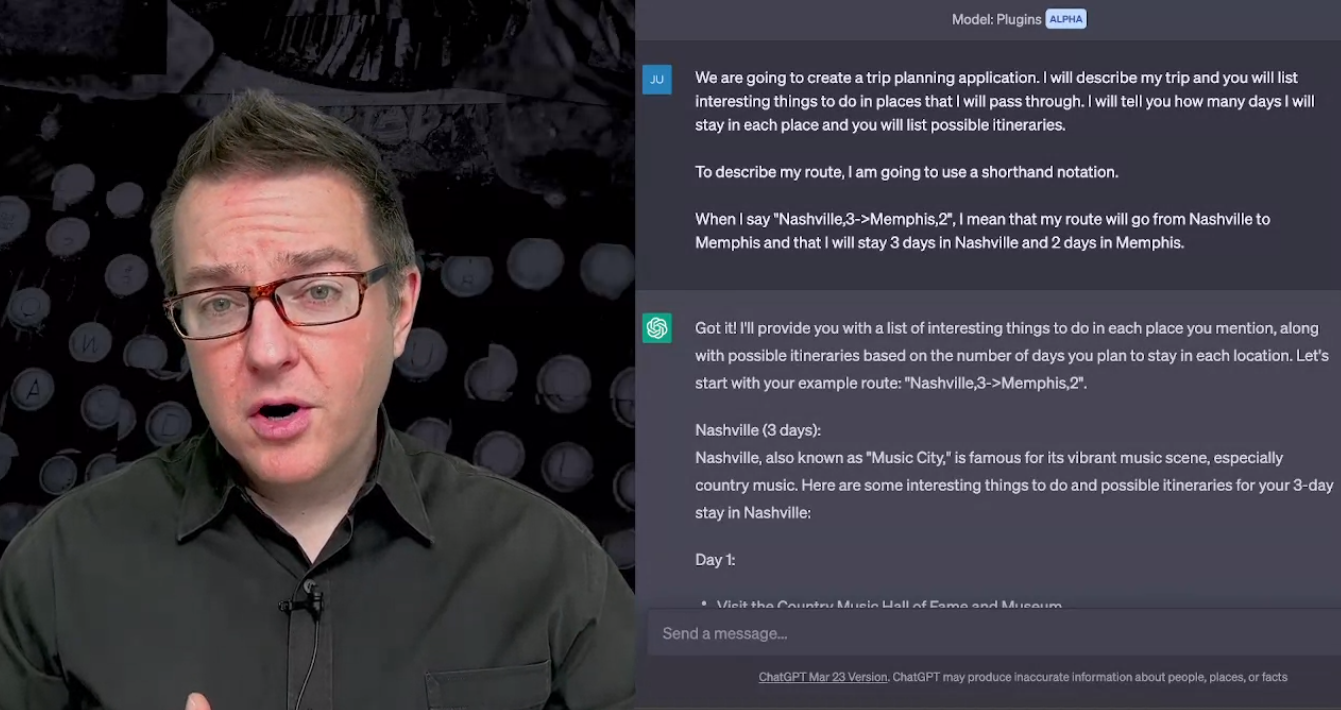 Model: Plugins ALPHA
JU
We are going to create a trip planning application. I will describe my trip and you will list
interesting things to do in places that I will pass through. I will tell you how many days I will
stay in each place and you will list possible itineraries.
To describe my route, I am going to use a shorthand notation.
When I say "Nashville,3->Memphis,2", I mean that my route will go from Nashville to
Memphis and that I will stay 3 days in Nashville and 2 days in Memphis.
Got it! I'll provide you with a list of interesting things to do in each place you mention, along
with possible itineraries based on the number of days you plan to stay in each location. Let's
start with your example route: "Nashville,3->Memphis,2".
Nashville (3 days):
Nashville, also known as "Music City," is famous for its vibrant music scene, especially
country music. Here are some interesting things to do and possible itineraries for your 3-day
stay in Nashville:
Day 1:
• Visit the Country Music Hall of Fame and Museum
Send a message...
ChatGPT Mar 23 Version. ChatGPT may produce inaccurate information about people, places, or facts